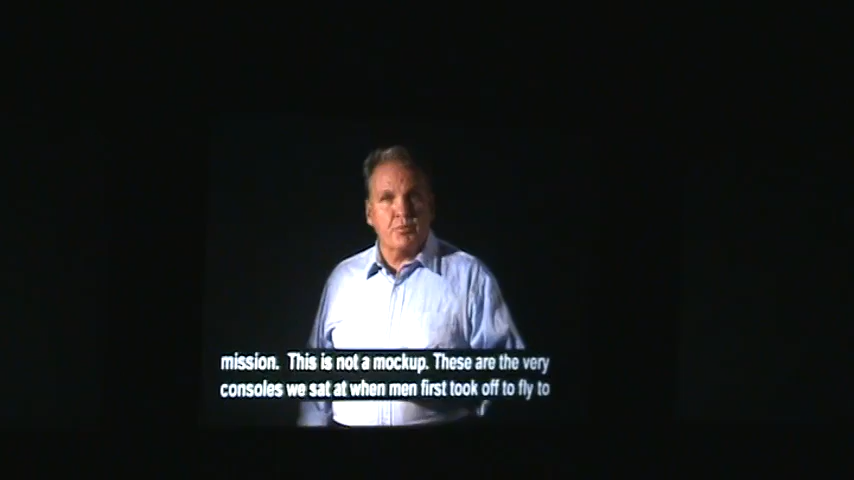 mission. This is not a mockup. These are the very
consoles we sat at when men first took off to fly to